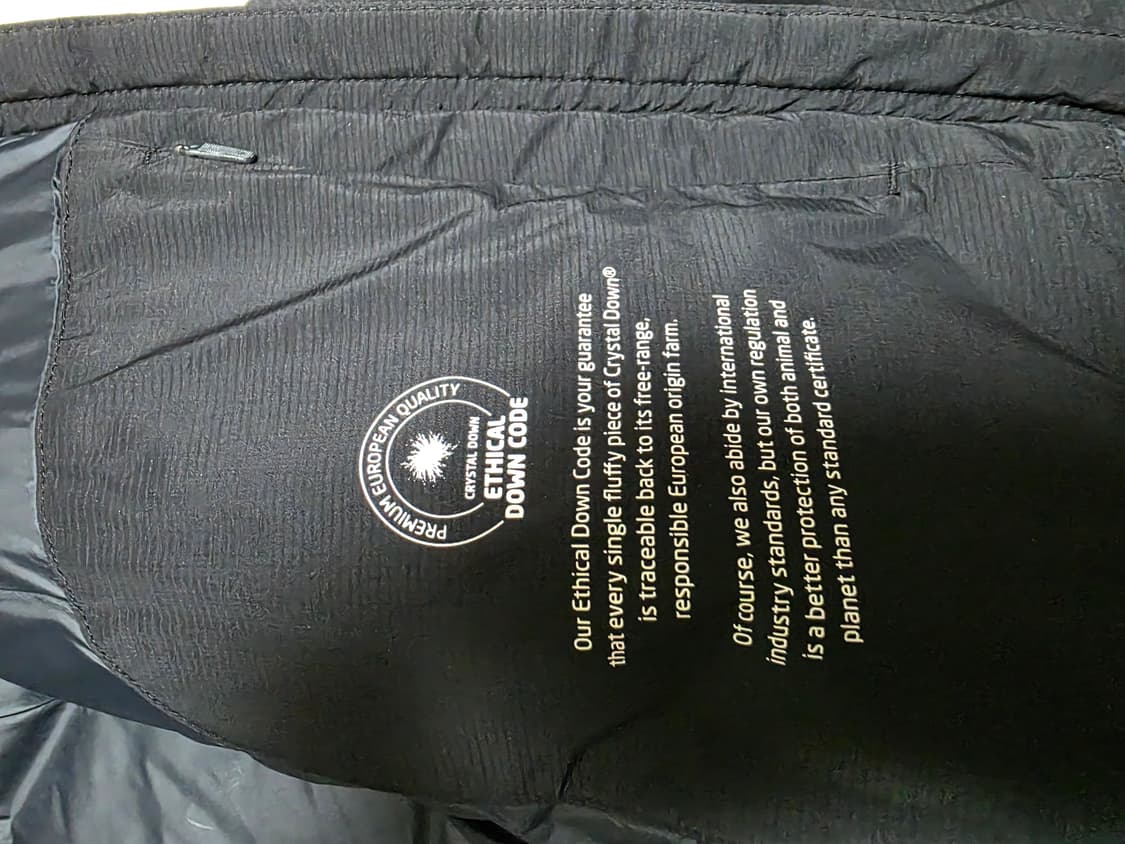 PREMIUM EUROPEAN QUALITY
CRYSTAL DOWN
ETHICAL
DOWN CODE
Our Ethical Down Code is your guarantee
that every single fluffy piece of Crystal Down®
is traceable back to its free-range,
responsible European origin farm.
Of course, we also abide by international
industry standards, but our own regulation
is a better protection of both animal and
planet than any standard certificate.